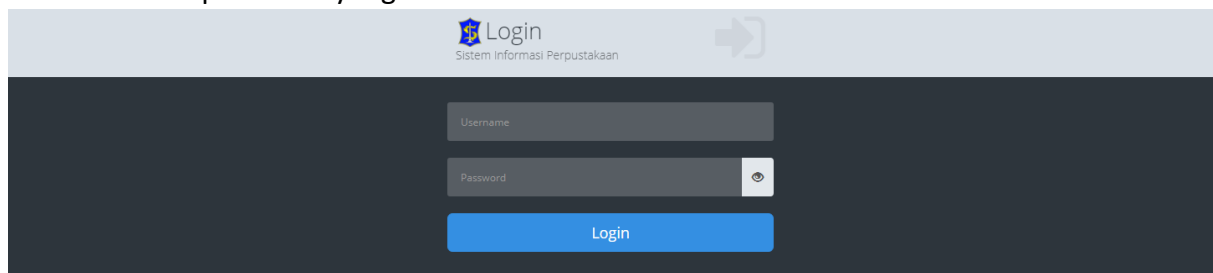 Login
Sistem Informasi Perpustakaan
Username
Password
Login